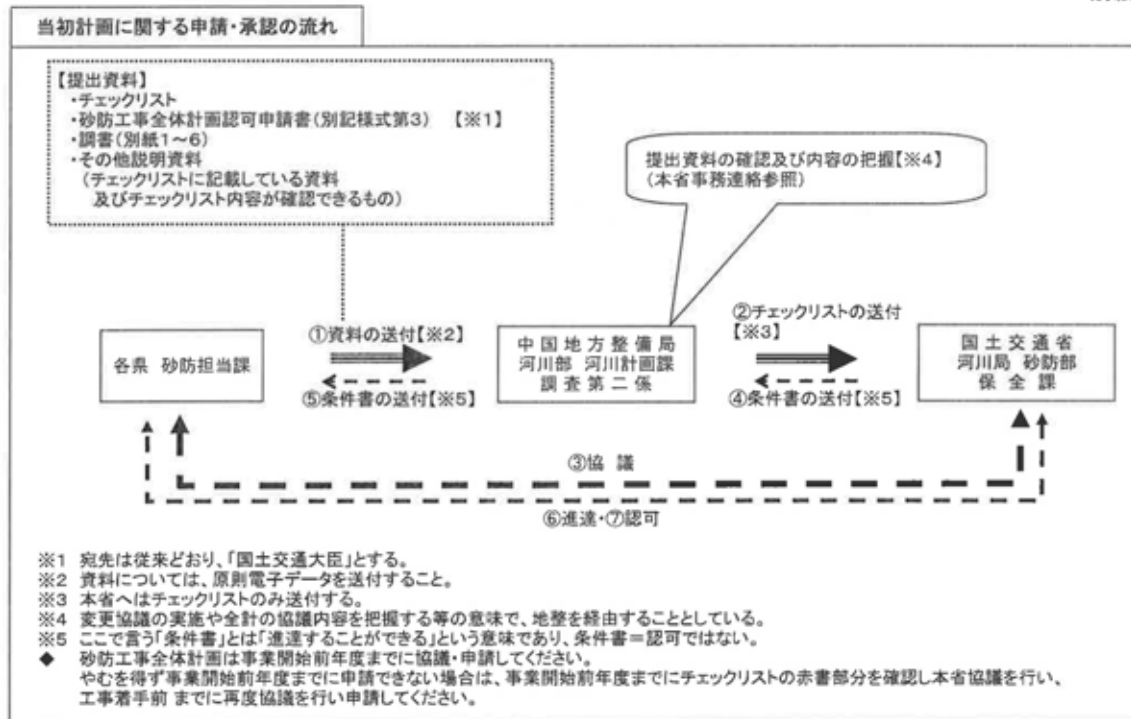 当初計画に関する申請・承認の流れ
【提出資料】
・チェックリスト
・砂防工事全体計画認可申請書(別記様式第3) 【※1】
・調書(別紙1～6)
・その他説明資料
(チェックリストに記載している資料
及びチェックリスト内容が確認できるもの)
提出資料の確認及び内容の把握【※4】
(本省事務連絡参照)
各県 砂防担当課
①資料の送付【※2】
⑤条件書の送付【※5】
中国地方整備局
河川部 河川計画課
調査第二係
②チェックリストの送付
【※3】
④条件書の送付【※5】
国土交通省
河川局 砂防部
保全課
③協 議
⑥進達・⑦認可
※1 宛先は従来どおり、「国土交通大臣」とする。
※2 資料については、原則電子データを送付すること。
※3 本省へはチェックリストのみ送付する。
※4 変更協議の実施や全計の協議内容を把握する等の意味で、地整を経由することとしている。
※5 ここで言う「条件書」とは「進達することができる」という意味であり、条件書＝認可ではない。
◆ 砂防工事全体計画は事業開始前年度までに協議・申請してください。
やむを得ず事業開始前年度までに申請できない場合は、事業開始前年度までにチェックリストの赤書部分を確認し本省協議を行い、
工事着手前 までに再度協議を行い申請してください。